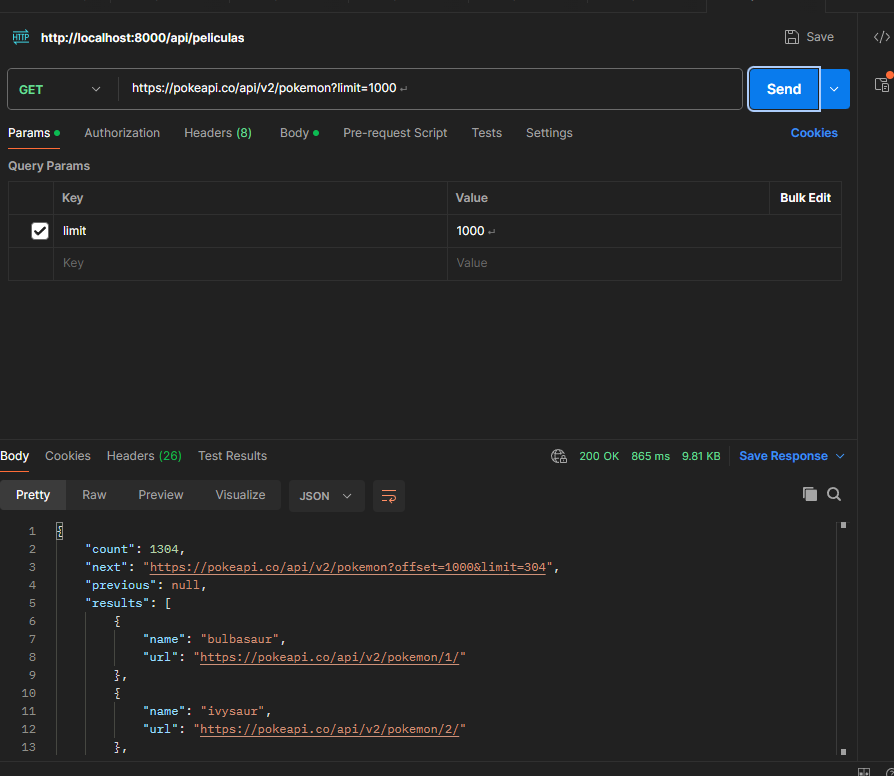 HTTP http://localhost:8000/api/peliculas Save </>
GET https://pokeapi.co/api/v2/pokemon?limit=1000 ↵ Send
Params Authorization Headers (8) Body Pre-request Script Tests Settings Cookies
Query Params
Key Value Bulk Edit
limit 1000 ↵
Key Value
Body Cookies Headers (26) Test Results 200 OK 865 ms 9.81 KB Save Response
Pretty Raw Preview Visualize JSON
1 {
2 "count": 1304,
3 "next": "https://pokeapi.co/api/v2/pokemon?offset=1000&limit=304",
4 "previous": null,
5 "results": [
6 {
7 "name": "bulbasaur",
8 "url": "https://pokeapi.co/api/v2/pokemon/1/"
9 },
10 {
11 "name": "ivysaur",
12 "url": "https://pokeapi.co/api/v2/pokemon/2/"
13 },